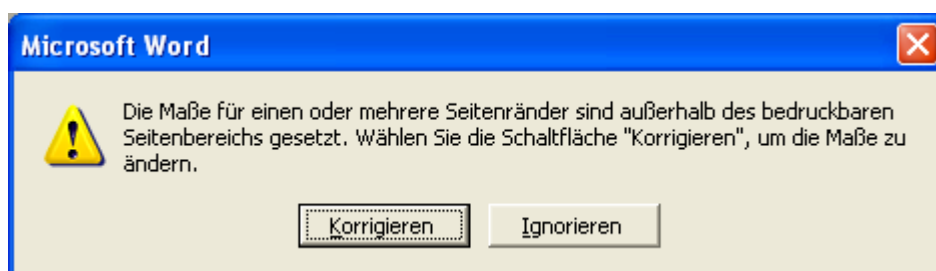 Microsoft Word
Die Maße für einen oder mehrere Seitenränder sind außerhalb des bedruckbaren
Seitenbereichs gesetzt. Wählen Sie die Schaltfläche "Korrigieren", um die Maße zu
ändern.
Korrigieren
Ignorieren